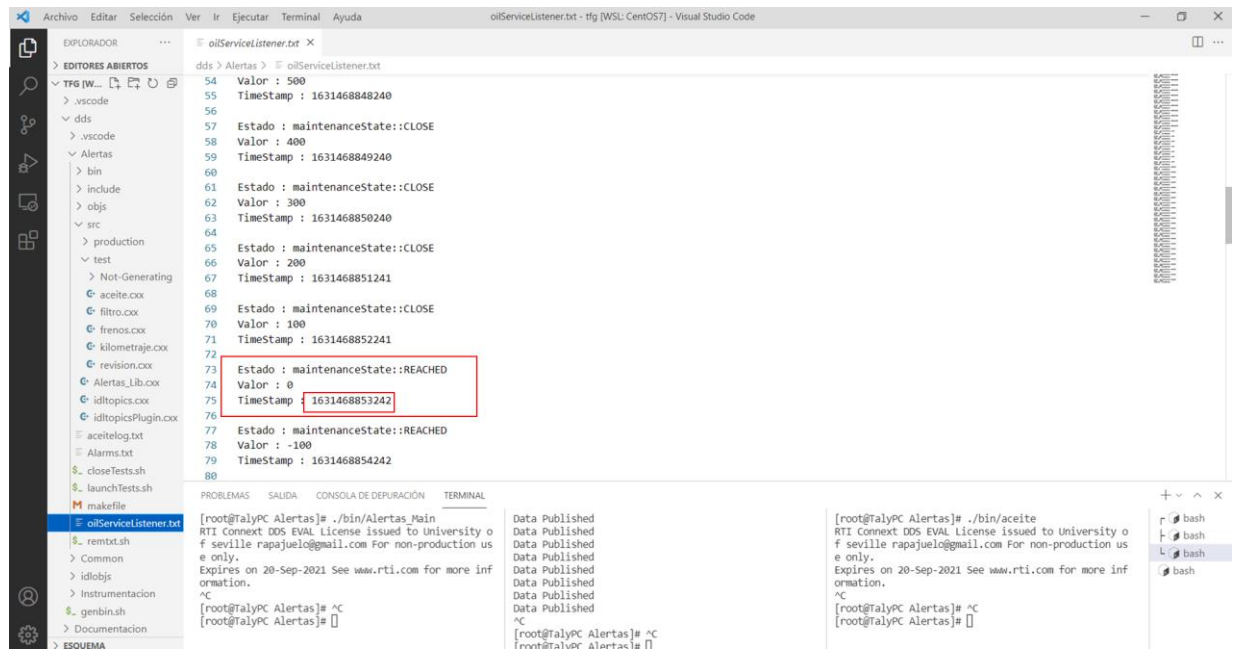 Archivo Editar Selección Ver Ir Ejecutar Terminal Ayuda
oilServiceListener.txt - tfg [WSL: CentOS7] - Visual Studio Code
EXPLORADOR
EDITORES ABIERTOS
TFG [W...
.vscode
dds
.vscode
Alertas
bin
include
objs
src
production
test
Not-Generating
aceite.cxx
filtro.cxx
frenos.cxx
kilometraje.cxx
revision.cxx
Alertas_Lib.cxx
idltopics.cxx
idltopicsPlugin.cxx
aceitelog.txt
Alarms.txt
closeTests.sh
launchTests.sh
makefile
oilServiceListener.txt
remtxt.sh
Common
idlobjs
Instrumentacion
genbin.sh
Documentacion
ESQUEMA
oilServiceListener.txt
dds > Alertas > oilServiceListener.txt
54 Valor : 500
55 TimeStamp : 1631468848240
56
57 Estado : maintenanceState::CLOSE
58 Valor : 400
59 TimeStamp : 1631468849240
60
61 Estado : maintenanceState::CLOSE
62 Valor : 300
63 TimeStamp : 1631468850240
64
65 Estado : maintenanceState::CLOSE
66 Valor : 200
67 TimeStamp : 1631468851241
68
69 Estado : maintenanceState::CLOSE
70 Valor : 100
71 TimeStamp : 1631468852241
72
73 Estado : maintenanceState::REACHED
74 Valor : 0
75 TimeStamp : 1631468853242
76
77 Estado : maintenanceState::REACHED
78 Valor : -100
79 TimeStamp : 1631468854242
80
PROBLEMAS SALIDA CONSOLA DE DEPURACIÓN TERMINAL
[root@TalyPC Alertas]# ./bin/Alertas_Main
RTI Connext DDS EVAL License issued to University o
f seville rapajuelo@gmail.com For non-production us
e only.
Expires on 20-Sep-2021 See www.rti.com for more inf
ormation.
^C
[root@TalyPC Alertas]# ^C
[root@TalyPC Alertas]#
Data Published
Data Published
Data Published
Data Published
Data Published
Data Published
Data Published
Data Published
^C
[root@TalyPC Alertas]# ^C
[root@TalyPC Alertas]#
[root@TalyPC Alertas]# ./bin/aceite
RTI Connext DDS EVAL License issued to University o
f seville rapajuelo@gmail.com For non-production us
e only.
Expires on 20-Sep-2021 See www.rti.com for more inf
ormation.
^C
[root@TalyPC Alertas]# ^C
[root@TalyPC Alertas]#
bash
bash
bash
bash